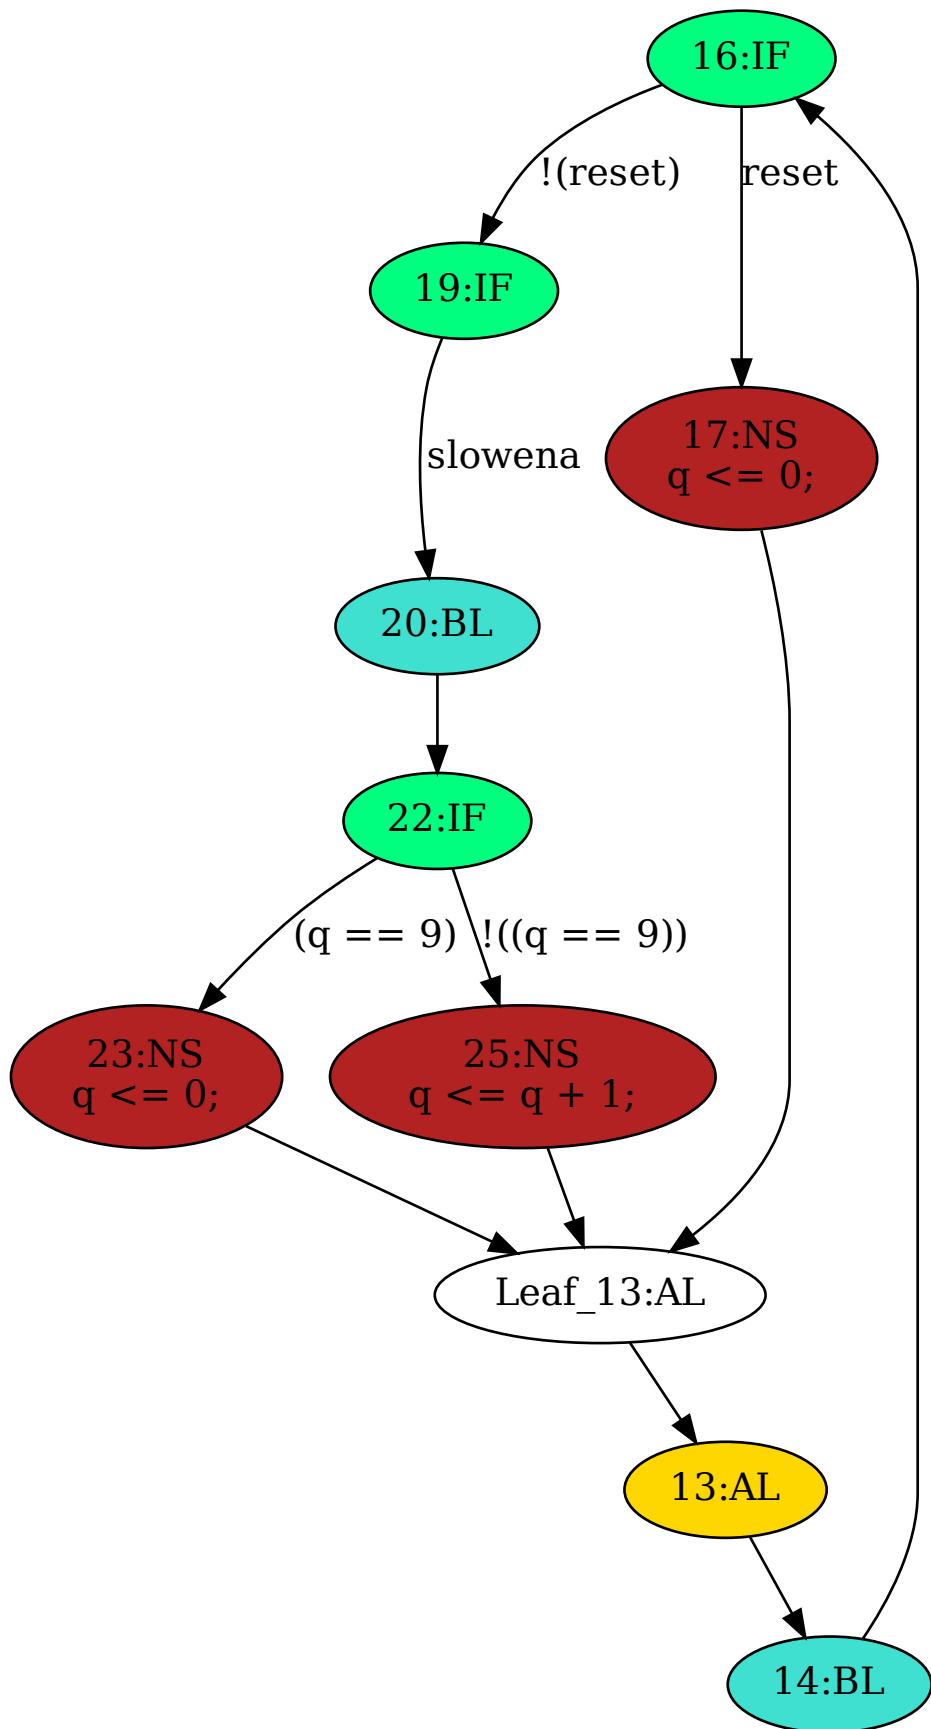 16:IF
!(reset)
reset
19:IF
17:NS
q <= 0;
slowena
20:BL
22:IF
(q == 9)
!((q == 9))
23:NS
q <= 0;
25:NS
q <= q + 1;
Leaf_13:AL
13:AL
14:BL